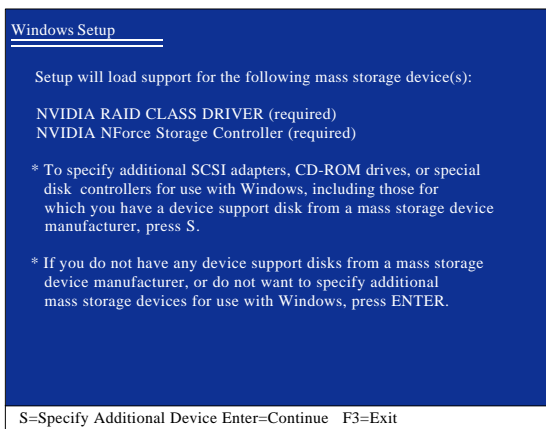 Windows Setup
Setup will load support for the following mass storage device(s):
NVIDIA RAID CLASS DRIVER (required)
NVIDIA NForce Storage Controller (required)
* To specify additional SCSI adapters, CD-ROM drives, or special
disk controllers for use with Windows, including those for
which you have a device support disk from a mass storage device
manufacturer, press S.
* If you do not have any device support disks from a mass storage
device manufacturer, or do not want to specify additional
mass storage devices for use with Windows, press ENTER.
S=Specify Additional Device Enter=Continue F3=Exit